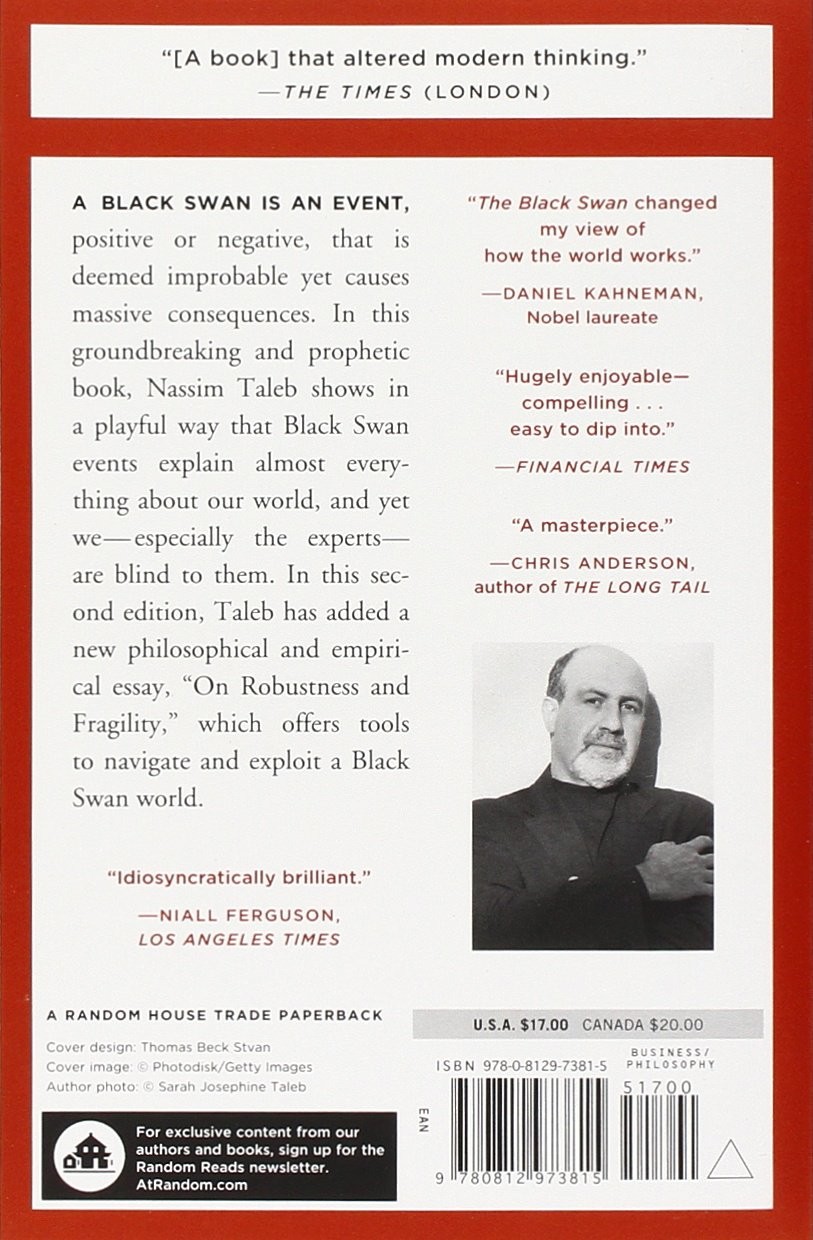 “[A book] that altered modern thinking.”
—THE TIMES (LONDON)
A BLACK SWAN IS AN EVENT,
positive or negative, that is
deemed improbable yet causes
massive consequences. In this
groundbreaking and prophetic
book, Nassim Taleb shows in
a playful way that Black Swan
events explain almost every-
thing about our world, and yet
we—especially the experts—
are blind to them. In this sec-
ond edition, Taleb has added a
new philosophical and empiri-
cal essay, “On Robustness and
Fragility,” which offers tools
to navigate and exploit a Black
Swan world.
“Idiosyncratically brilliant.”
—NIALL FERGUSON,
LOS ANGELES TIMES
“The Black Swan changed
my view of
how the world works.”
—DANIEL KAHNEMAN,
Nobel laureate
“Hugely enjoyable—
compelling . . .
easy to dip into.”
—FINANCIAL TIMES
“A masterpiece.”
—CHRIS ANDERSON,
author of THE LONG TAIL
A RANDOM HOUSE TRADE PAPERBACK
Cover design: Thomas Beck Stvan
Cover image: © Photodisk/Getty Images
Author photo: © Sarah Josephine Taleb
For exclusive content from our
authors and books, sign up for the
Random Reads newsletter.
AtRandom.com
U.S.A. $17.00 CANADA $20.00
BUSINESS/
PHILOSOPHY
ISBN 978-0-8129-7381-5
51700
EAN
9 780812 973815